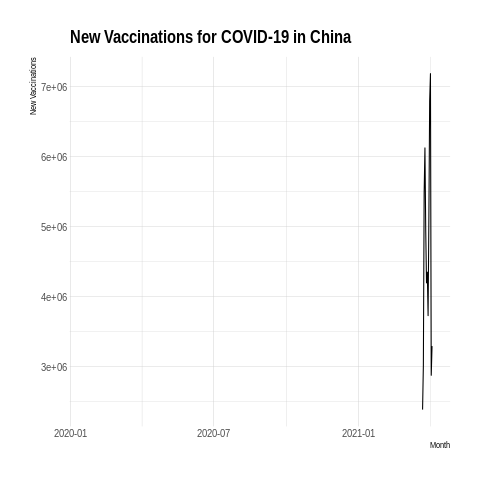 New Vaccinations for COVID-19 in China
New Vaccinations
7e+06
6e+06
5e+06
4e+06
3e+06
2020-01 2020-07 2021-01
Month